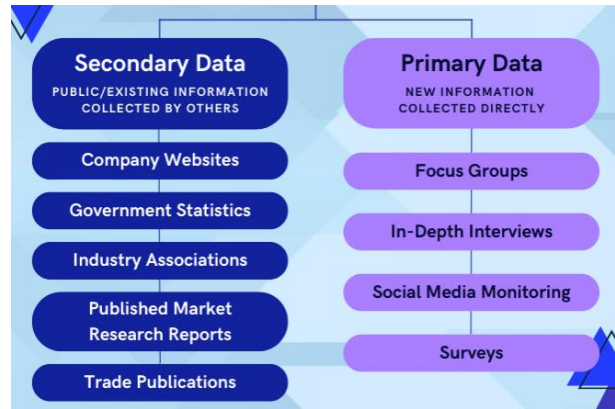 Secondary Data
PUBLIC/EXISTING INFORMATION
COLLECTED BY OTHERS
Company Websites
Government Statistics
Industry Associations
Published Market
Research Reports
Trade Publications
Primary Data
NEW INFORMATION
COLLECTED DIRECTLY
Focus Groups
In-Depth Interviews
Social Media Monitoring
Surveys